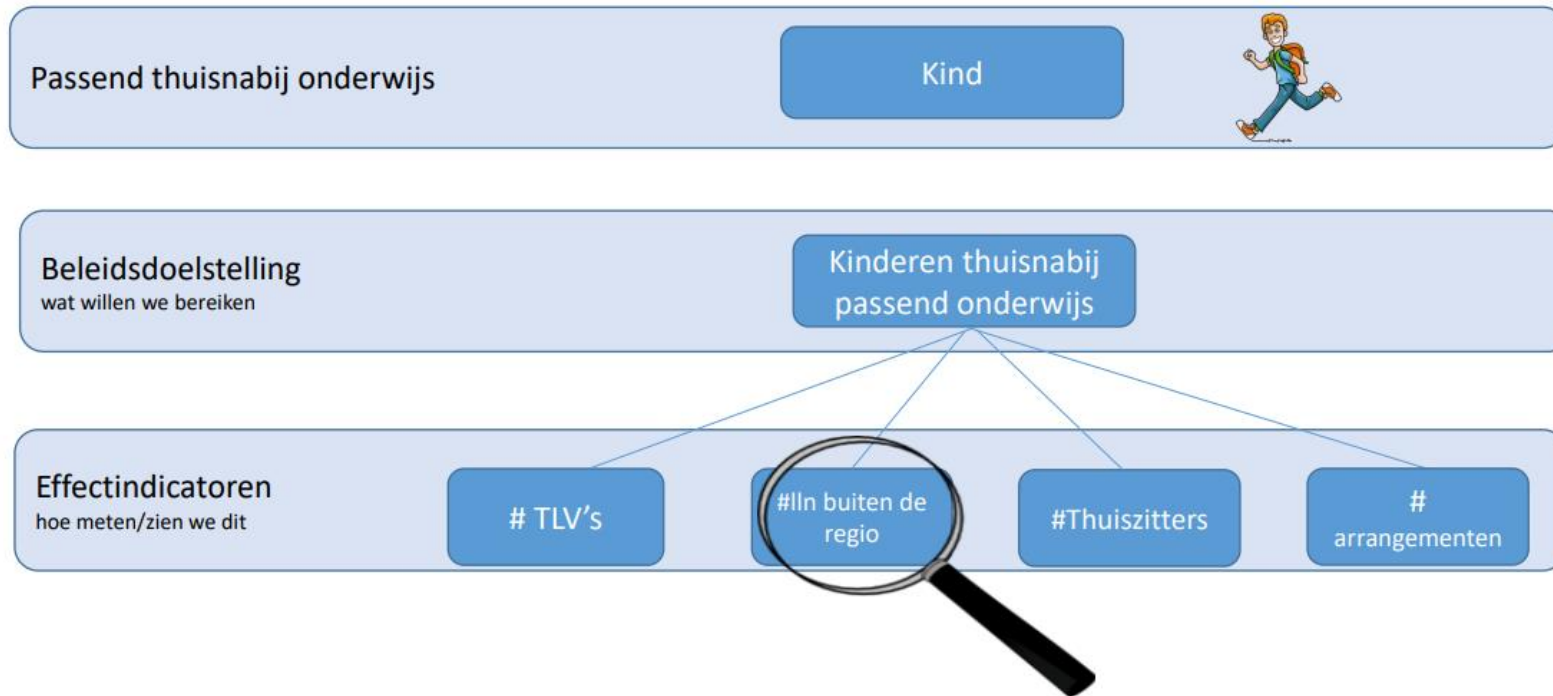 Passend thuisnabij onderwijs
Kind
Beleidsdoelstelling
wat willen we bereiken
Kinderen thuisnabij
passend onderwijs
Effectindicatoren
hoe meten/zien we dit
# TLV’s
#lln buiten de
regio
#Thuiszitters
#
arrangementen